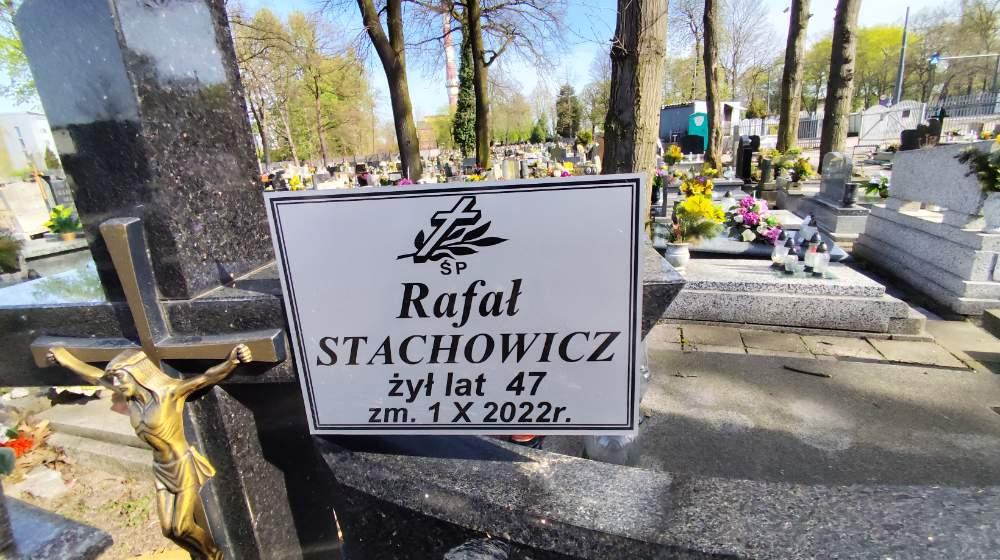 ŚP
Rafał
STACHOWICZ
żył lat 47
zm. 1 X 2022r.